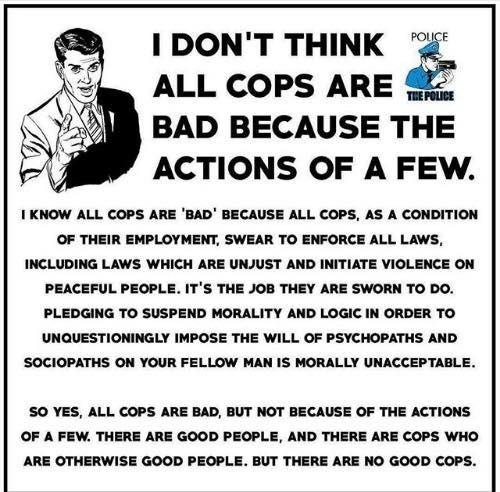 I DON'T THINK
POLICE
ALL COPS ARE
THE POLICE
BAD BECAUSE THE
ACTIONS OF A FEW.
I KNOW ALL COPS ARE 'BAD' BECAUSE ALL COPS, AS A CONDITION
OF THEIR EMPLOYMENT, SWEAR TO ENFORCE ALL LAWS,
INCLUDING LAWS WHICH ARE UNJUST AND INITIATE VIOLENCE ON
PEACEFUL PEOPLE. IT'S THE JOB THEY ARE SWORN TO DO.
PLEDGING TO SUSPEND MORALITY AND LOGIC IN ORDER TO
UNQUESTIONINGLY IMPOSE THE WILL OF PSYCHOPATHS AND
SOCIOPATHS ON YOUR FELLOW MAN IS MORALLY UNACCEPTABLE.
SO YES, ALL COPS ARE BAD, BUT NOT BECAUSE OF THE ACTIONS
OF A FEW. THERE ARE GOOD PEOPLE, AND THERE ARE COPS WHO
ARE OTHERWISE GOOD PEOPLE. BUT THERE ARE NO GOOD COPS.